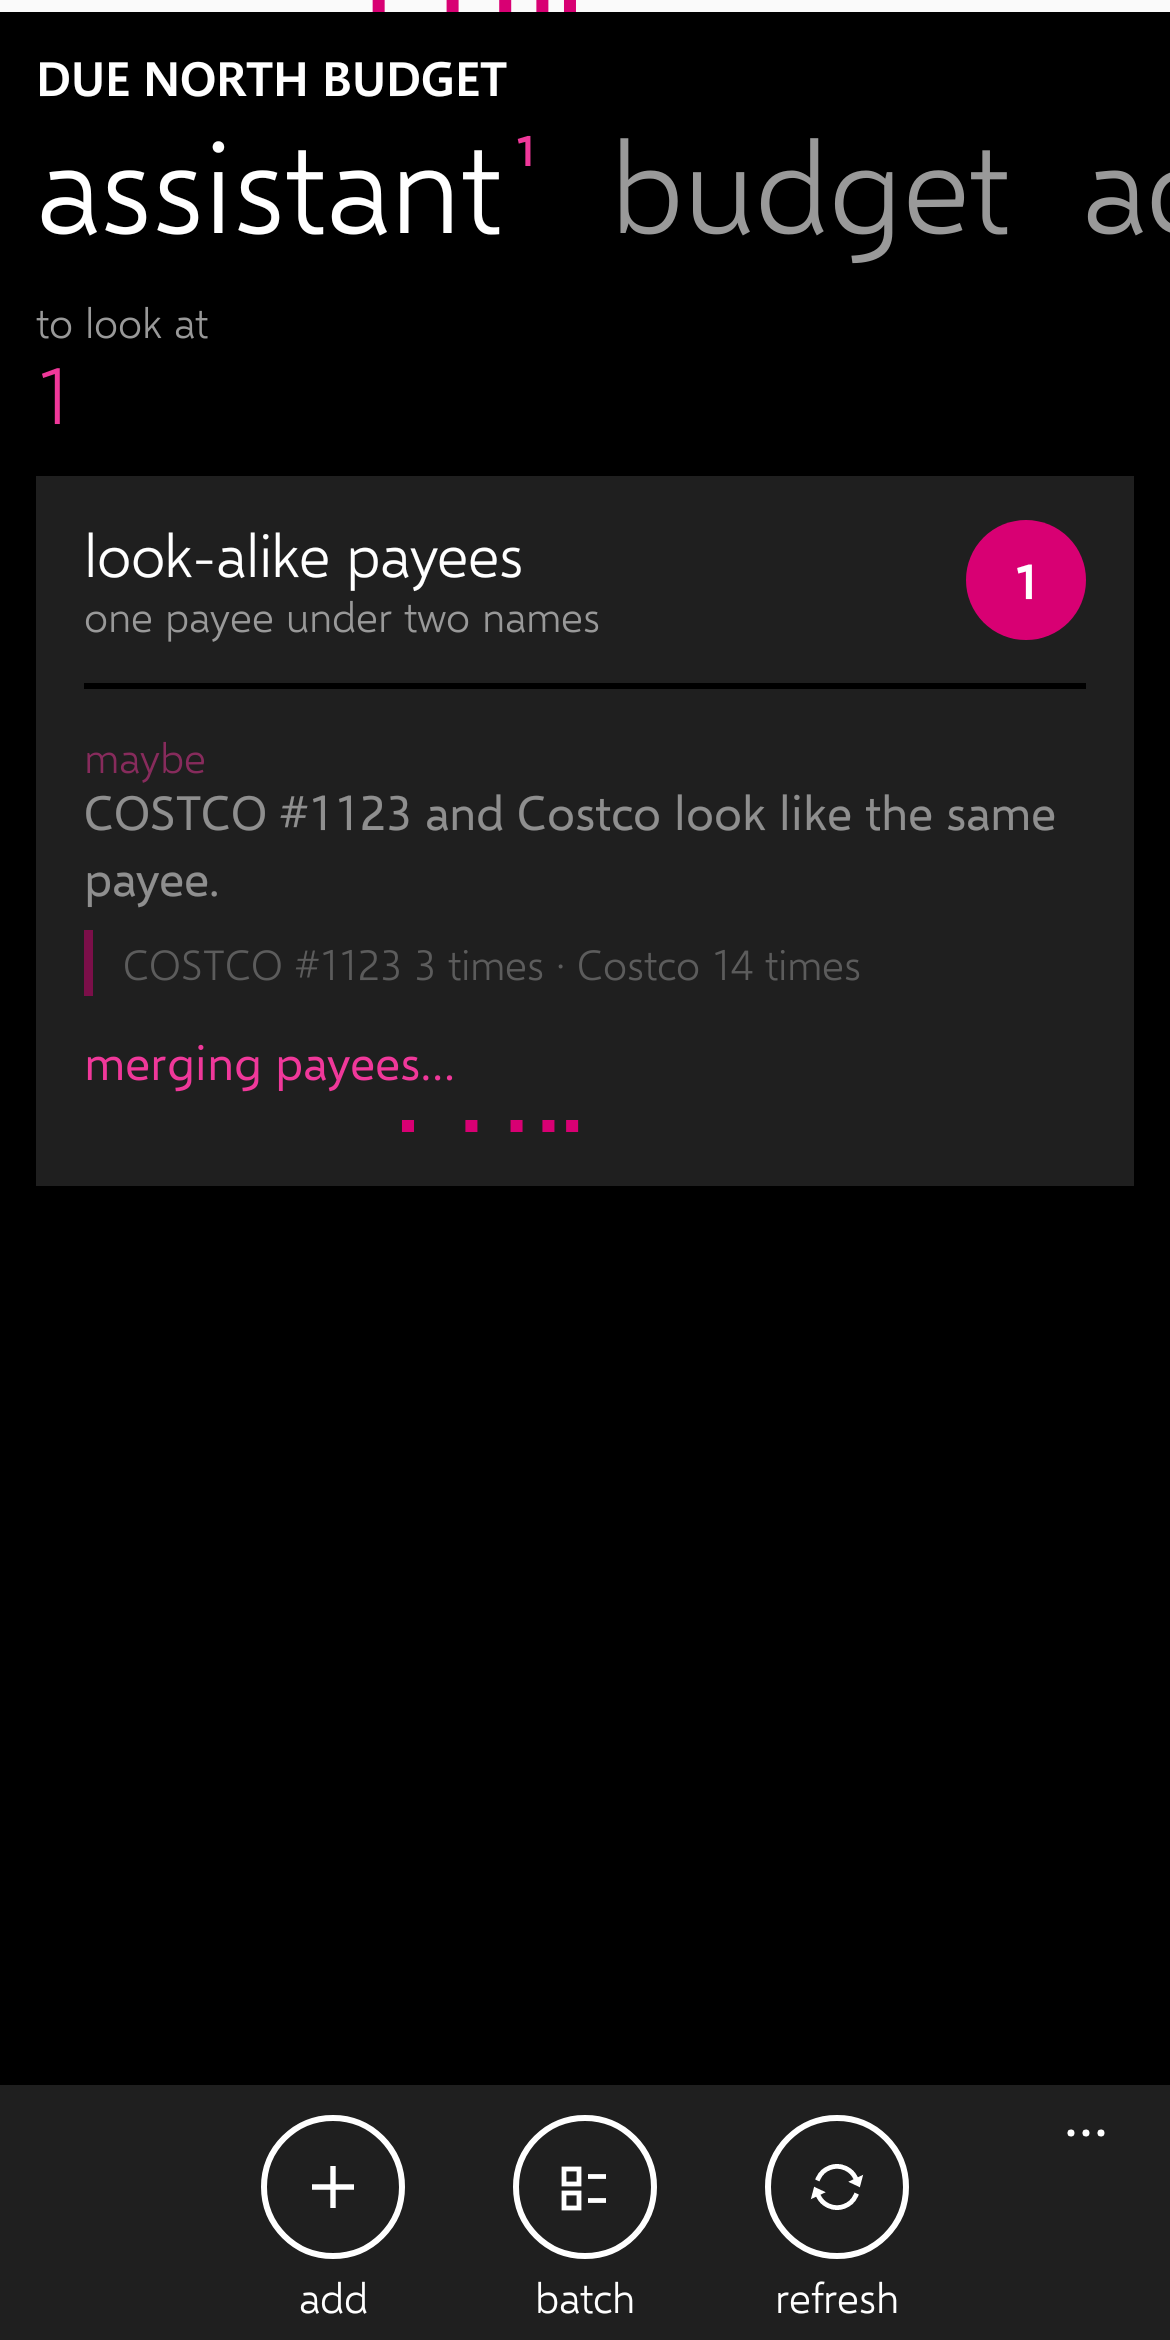 DUE NORTH BUDGET
assistant 1 budget ac
to look at
1
look-alike payees
1
one payee under two names
maybe
COSTCO #1123 and Costco look like the same
payee.
COSTCO #1123 3 times · Costco 14 times
merging payees...
...
add batch refresh